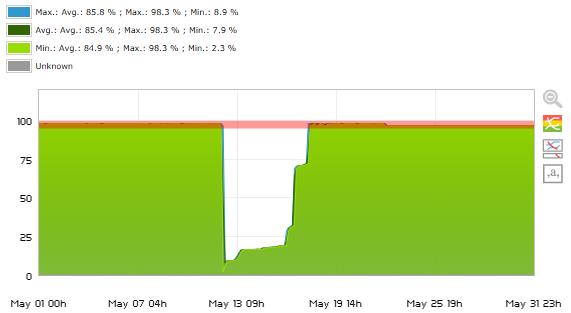 Max.: Avg.: 85.8 % ; Max.: 98.3 % ; Min.: 8.9 %
Avg.: Avg.: 85.4 % ; Max.: 98.3 % ; Min.: 7.9 %
Min.: Avg.: 84.9 % ; Max.: 98.3 % ; Min.: 2.3 %
Unknown
100
75
50
25
0
May 01 00h May 07 04h May 13 09h May 19 14h May 25 19h May 31 23h
,a,